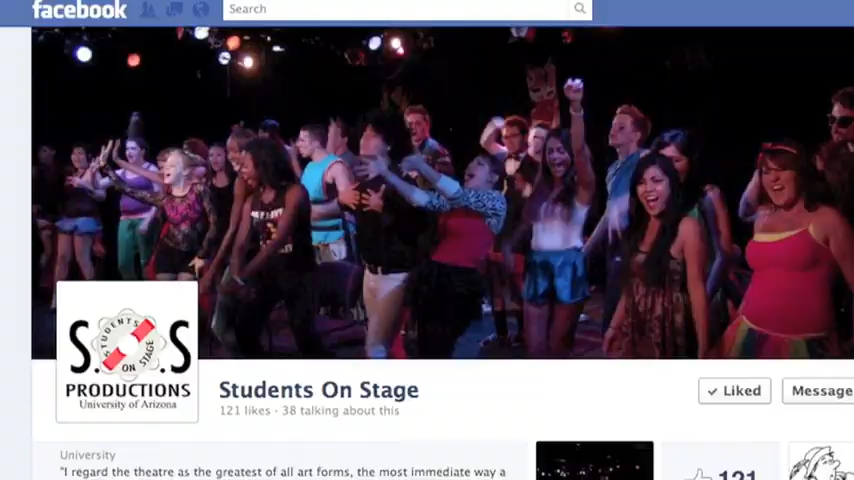 facebook
Search
STUDENTS
S. S
ON STAGE
PRODUCTIONS
University of Arizona
Students On Stage
121 likes · 38 talking about this
Liked
Message
University
"I regard the theatre as the greatest of all art forms, the most immediate way a
121